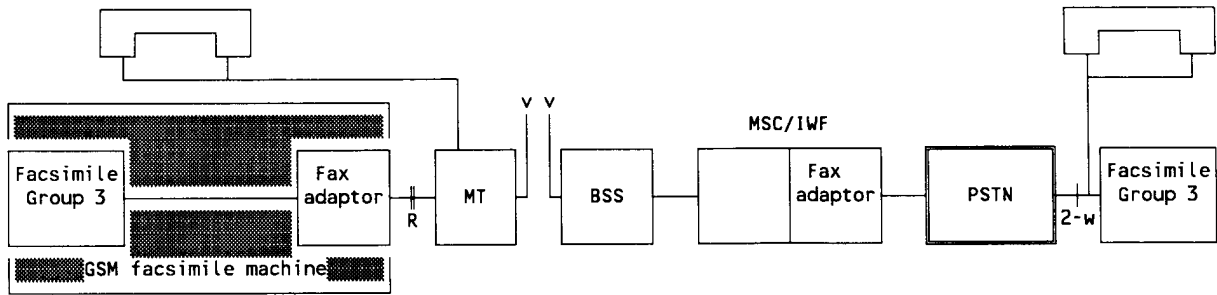 MSC/IWF
Facsimile
Group 3
Fax
adaptor
R
MT
v v
BSS
Fax
adaptor
PSTN
2-w
Facsimile
Group 3
GSM facsimile machine